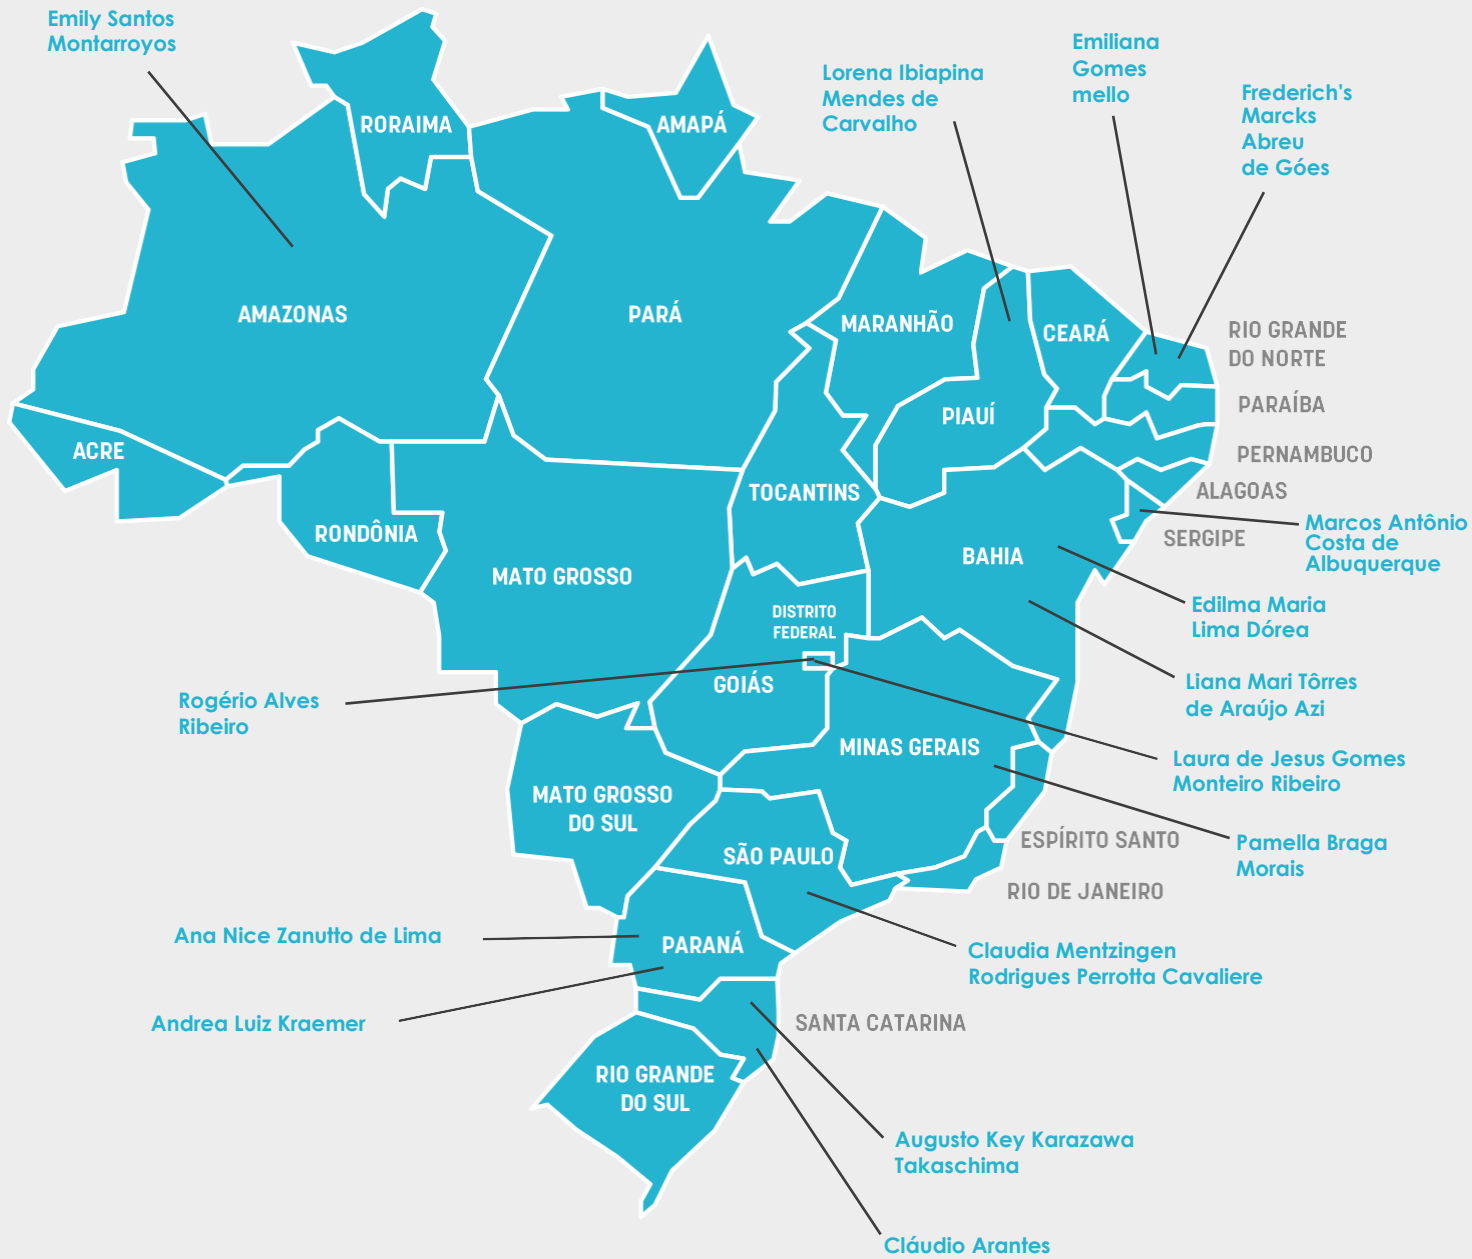 Emily Santos
Montarroyos
Emiliana
Gomes
mello
Lorena Ibiapina
Mendes de
Carvalho
Frederich's
Marcks
Abreu
de Góes
RORAIMA
AMAPÁ
AMAZONAS
PARÁ
MARANHÃO
CEARÁ
RIO GRANDE
DO NORTE
PIAUÍ
PARAÍBA
ACRE
PERNAMBUCO
TOCANTINS
ALAGOAS
RONDÔNIA
Marcos Antônio
Costa de
Albuquerque
SERGIPE
BAHIA
MATO GROSSO
Edilma Maria
Lima Dórea
DISTRITO
FEDERAL
GOIÁS
Liana Mari Tôrres
de Araújo Azi
Rogério Alves
Ribeiro
MINAS GERAIS
Laura de Jesus Gomes
Monteiro Ribeiro
MATO GROSSO
DO SUL
ESPÍRITO SANTO
Pamella Braga
Morais
SÃO PAULO
RIO DE JANEIRO
Ana Nice Zanutto de Lima
PARANÁ
Claudia Mentzingen
Rodrigues Perrotta Cavaliere
Andrea Luiz Kraemer
SANTA CATARINA
RIO GRANDE
DO SUL
Augusto Key Karazawa
Takaschima
Cláudio Arantes